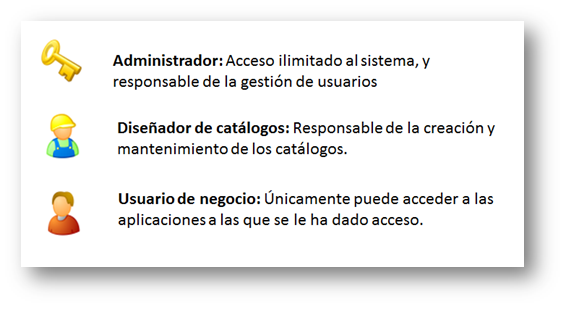 Administrador: Acceso ilimitado al sistema, y
responsable de la gestión de usuarios
Diseñador de catálogos: Responsable de la creación y
mantenimiento de los catálogos.
Usuario de negocio: Únicamente puede acceder a las
aplicaciones a las que se le ha dado acceso.